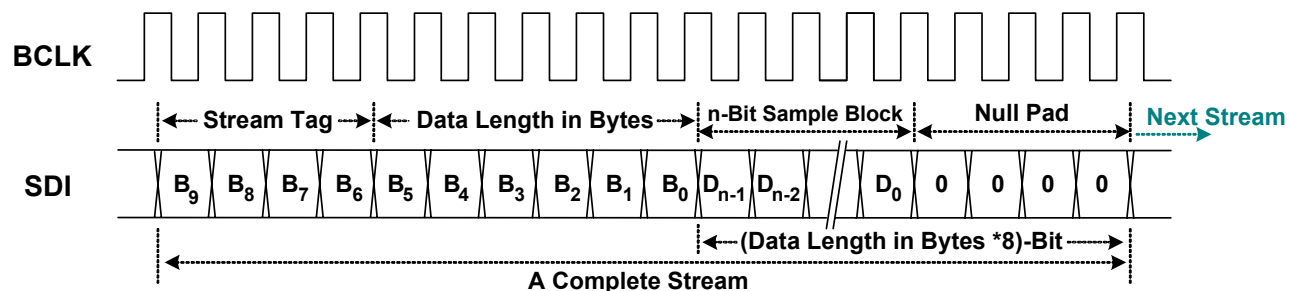 BCLK
Stream Tag Data Length in Bytes n-Bit Sample Block Null Pad Next Stream
SDI B9 B8 B7 B6 B5 B4 B3 B2 B1 B0 Dn-1 Dn-2 D0 0 0 0 0
(Data Length in Bytes *8)-Bit
A Complete Stream